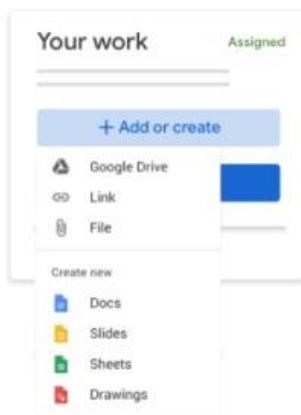 Your work Assigned
+ Add or create
Google Drive
Link
File
Create new
Docs
Slides
Sheets
Drawings